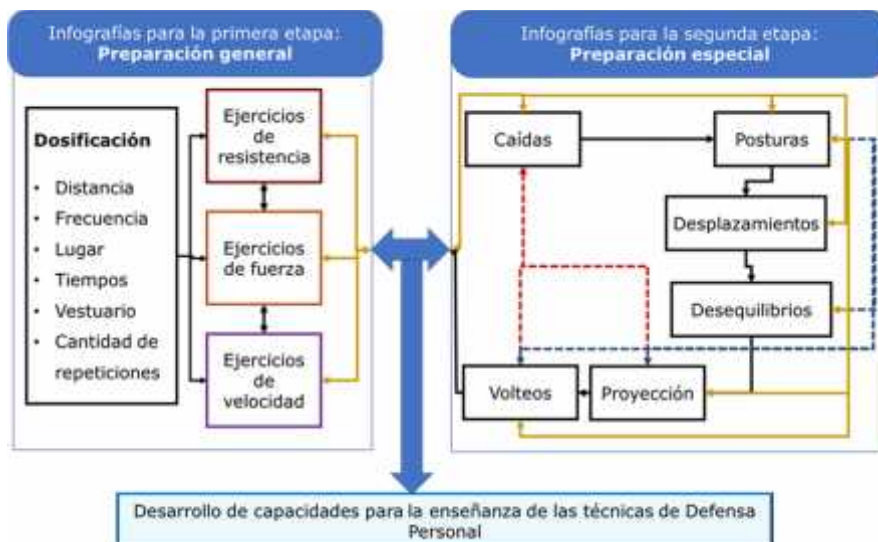 Infografías para la primera etapa:
Preparación general
Dosificación
• Distancia
• Frecuencia
• Lugar
• Tiempos
• Vestuario
• Cantidad de
repeticiones
Ejercicios
de
resistencia
Ejercicios
de fuerza
Ejercicios
de
velocidad
Infografías para la segunda etapa:
Preparación especial
Caídas
Posturas
Desplazamientos
Desequilibrios
Volteos
Proyección
Desarrollo de capacidades para la enseñanza de las técnicas de Defensa
Personal